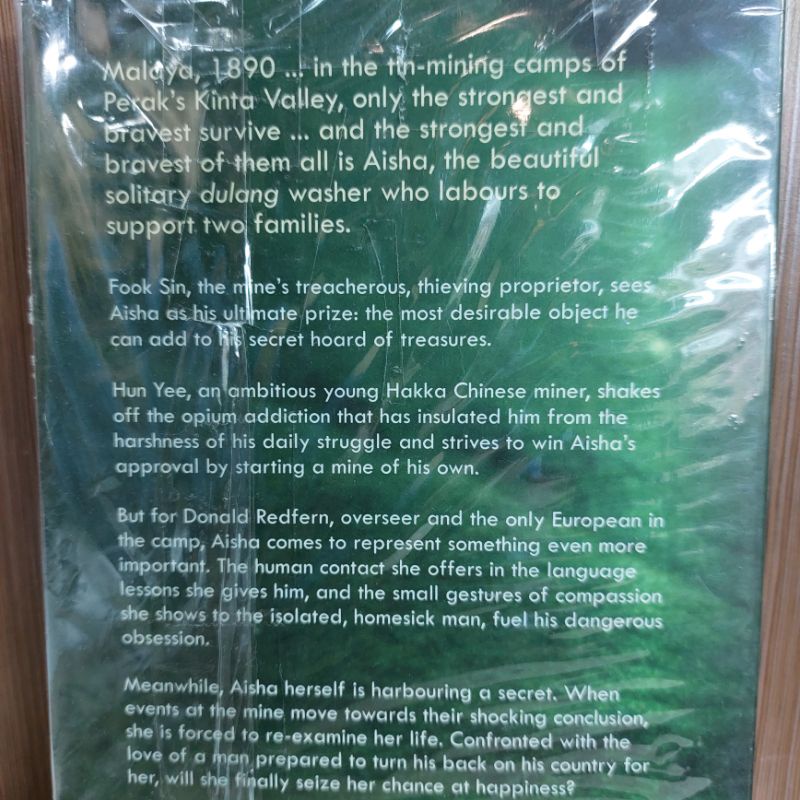 Malaya, 1890 ... in the tin-mining camps of
Perak's Kinta Valley, only the strongest and
bravest survive ... and the strongest and
bravest of them all is Aisha, the beautiful
solitary dulang washer who labours to
support two families.
Fook Sin, the mine's treacherous, thieving proprietor, sees
Aisha as his ultimate prize: the most desirable object he
can add to his secret hoard of treasures.
Hun Yee, an ambitious young Hakka Chinese miner, shakes
off the opium addiction that has insulated him from the
harshness of his daily struggle and strives to win Aisha's
approval by starting a mine of his own.
But for Donald Redfern, overseer and the only European in
the camp, Aisha comes to represent something even more
important. The human contact she offers in the language
lessons she gives him, and the small gestures of compassion
she shows to the isolated, homesick man, fuel his dangerous
obsession.
Meanwhile, Aisha herself is harbouring a secret. When
events at the mine move towards their shocking conclusion,
she is forced to re-examine her life. Confronted with the
love of a man prepared to turn his back on his country for
her, will she finally seize her chance at happiness?